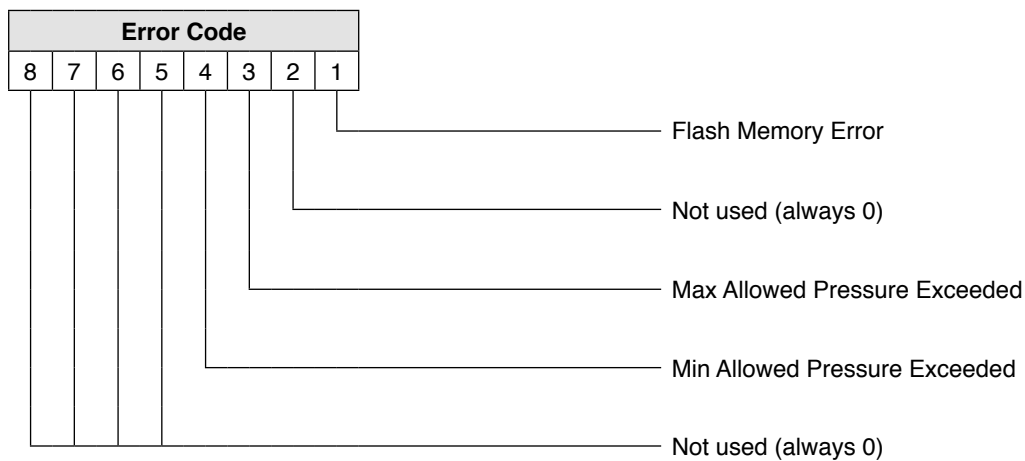 Error Code
8 7 6 5 4 3 2 1
Flash Memory Error
Not used (always 0)
Max Allowed Pressure Exceeded
Min Allowed Pressure Exceeded
Not used (always 0)